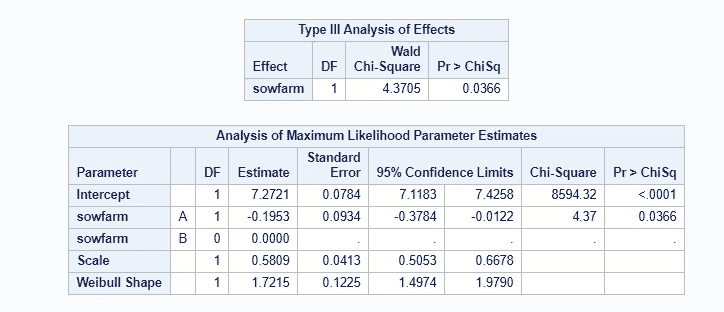 Type III Analysis of Effects
Effect DF Wald Chi-Square Pr > ChiSq
sowfarm 1 4.3705 0.0366
Analysis of Maximum Likelihood Parameter Estimates
Parameter DF Estimate Standard Error 95% Confidence Limits Chi-Square Pr > ChiSq
Intercept 1 7.2721 0.0784 7.1183 7.4258 8594.32 <.0001
sowfarm A 1 -0.1953 0.0934 -0.3784 -0.0122 4.37 0.0366
sowfarm B 0 0.0000 . . . . .
Scale 1 0.5809 0.0413 0.5053 0.6678
Weibull Shape 1 1.7215 0.1225 1.4974 1.9790